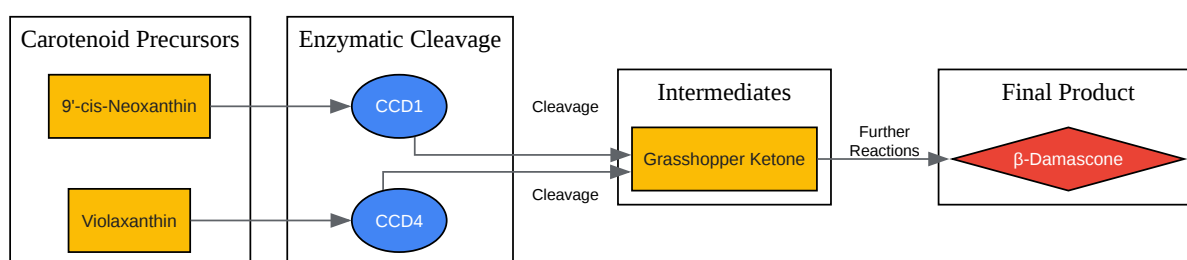 Carotenoid Precursors
9'-cis-Neoxanthin
Violaxanthin
Enzymatic Cleavage
CCD1
CCD4
Cleavage
Cleavage
Intermediates
Grasshopper Ketone
Further
Reactions
Final Product
β-Damascone